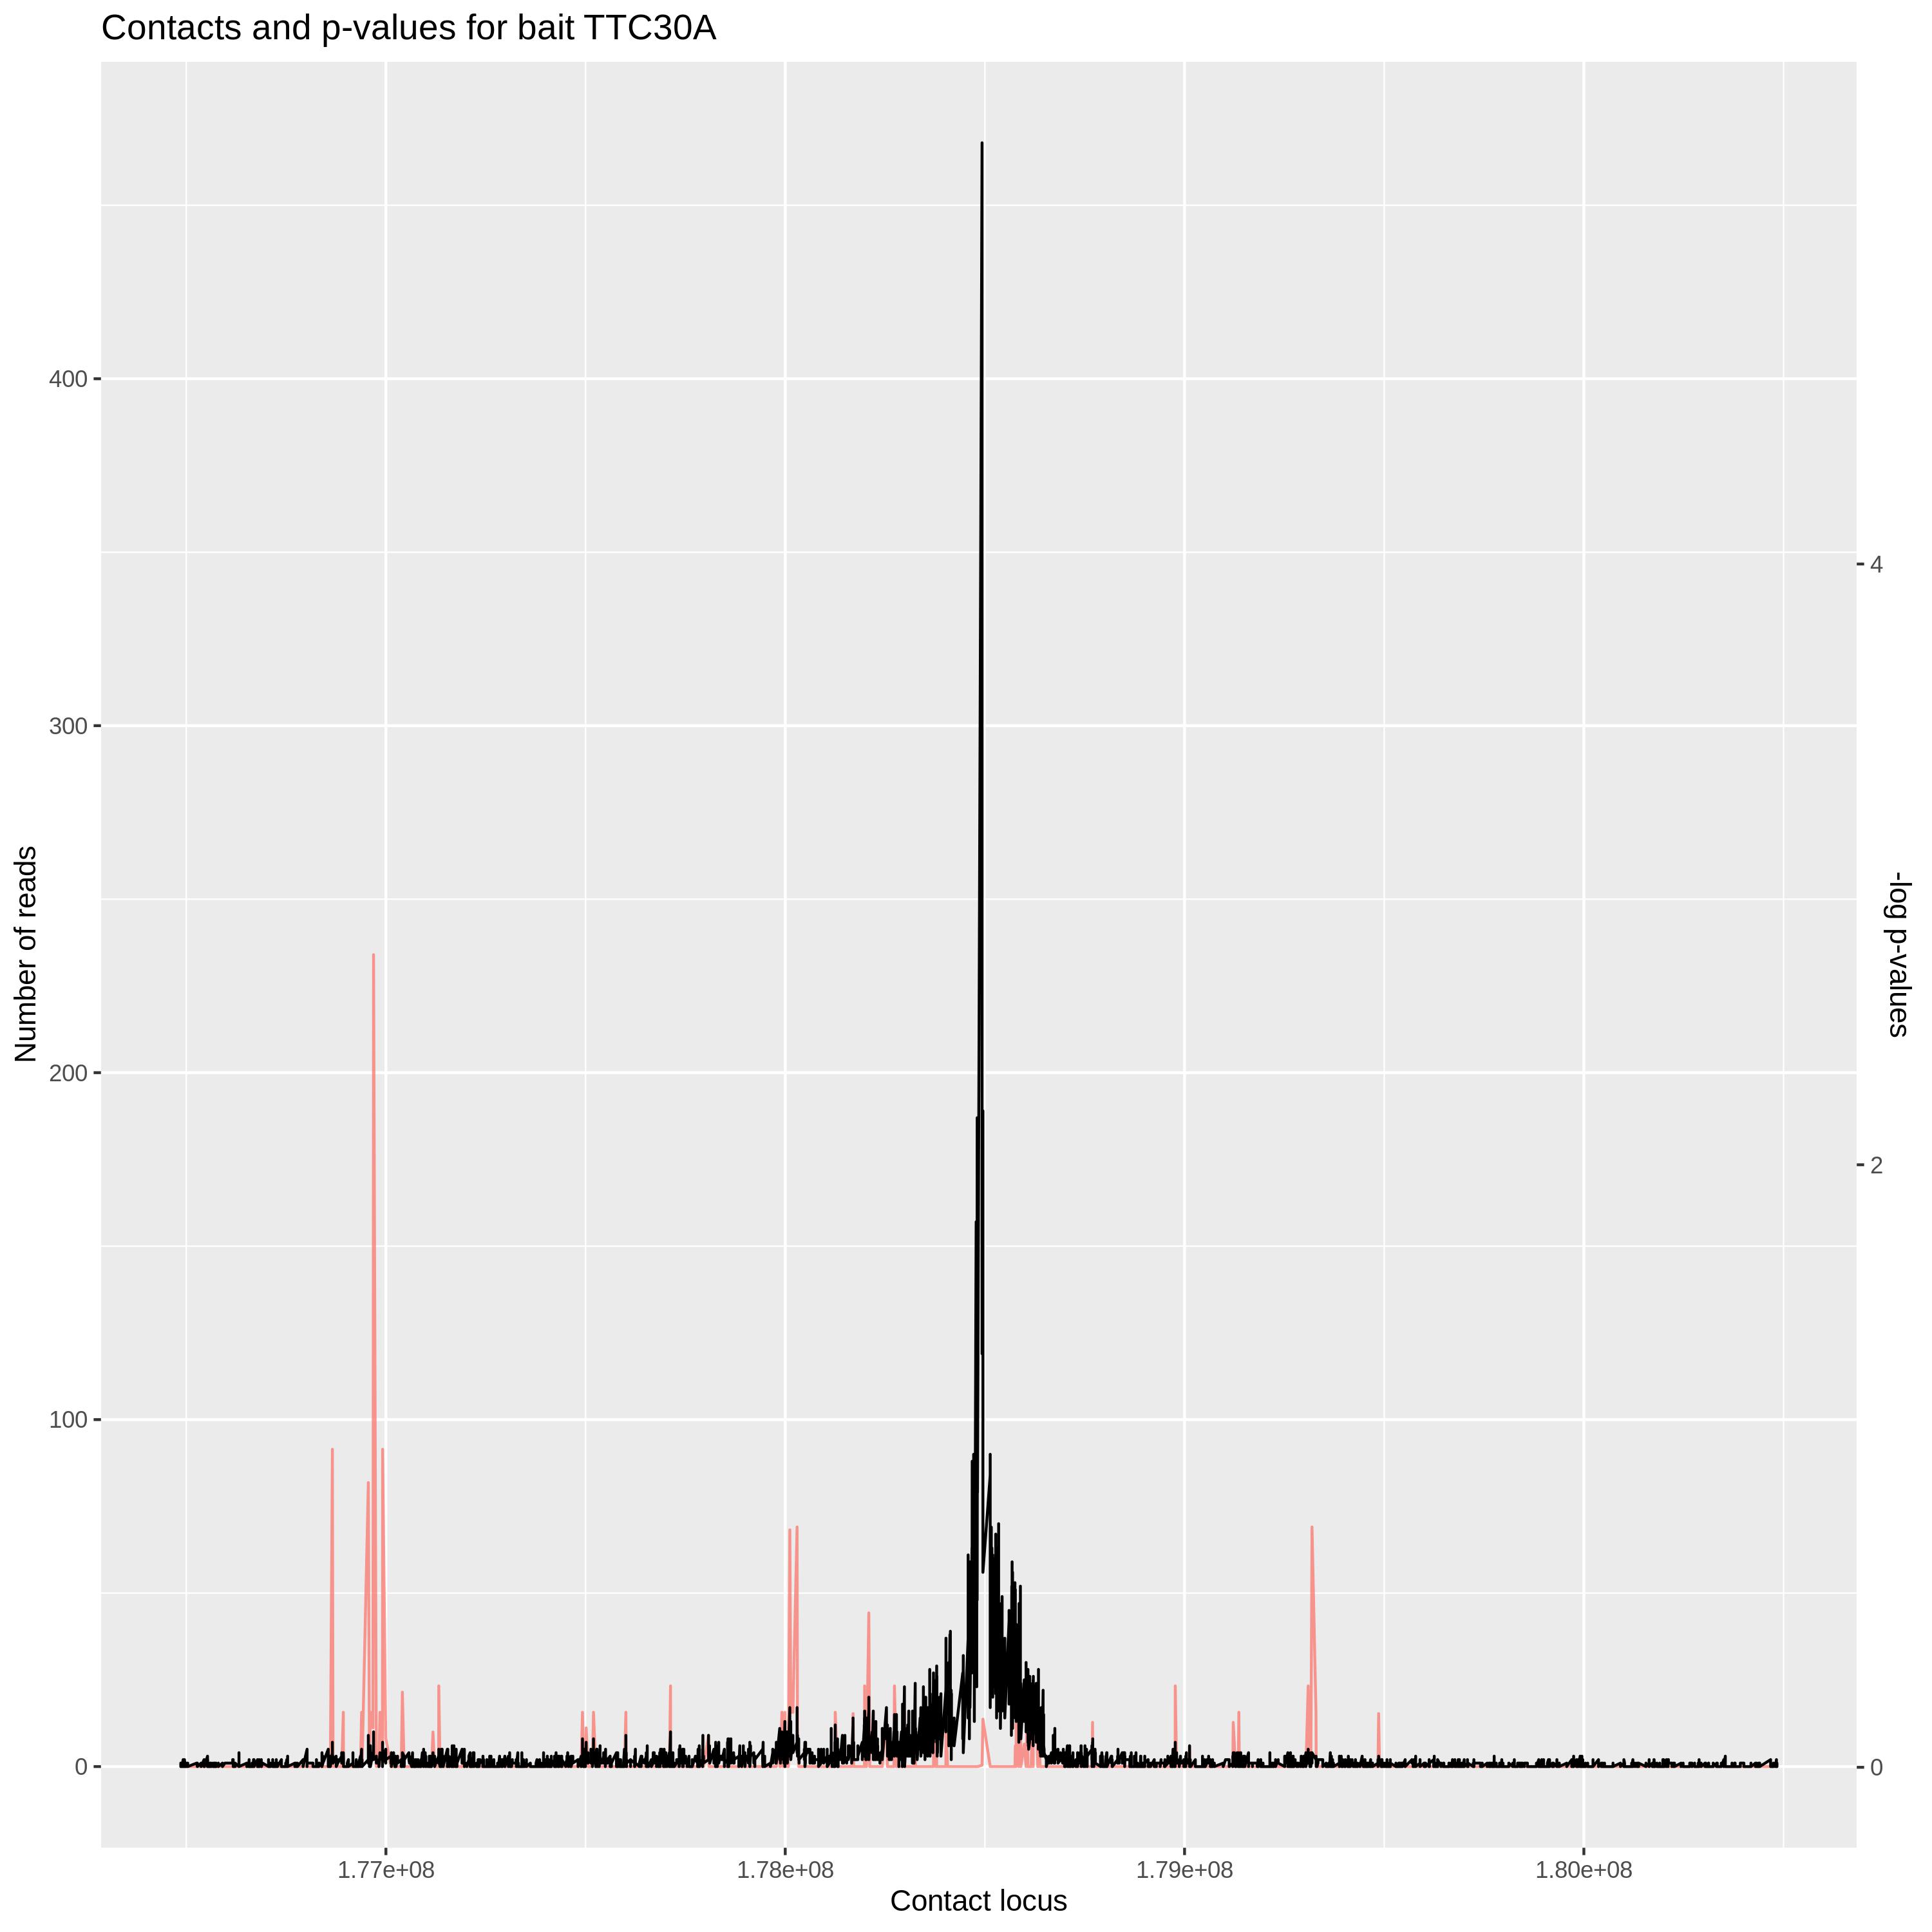 Contacts and p-values for bait TTC30A
Number of reads
400
300
200
100
0
4
2
0
-log p-values
1.77e+08
1.78e+08
1.79e+08
1.80e+08
Contact locus